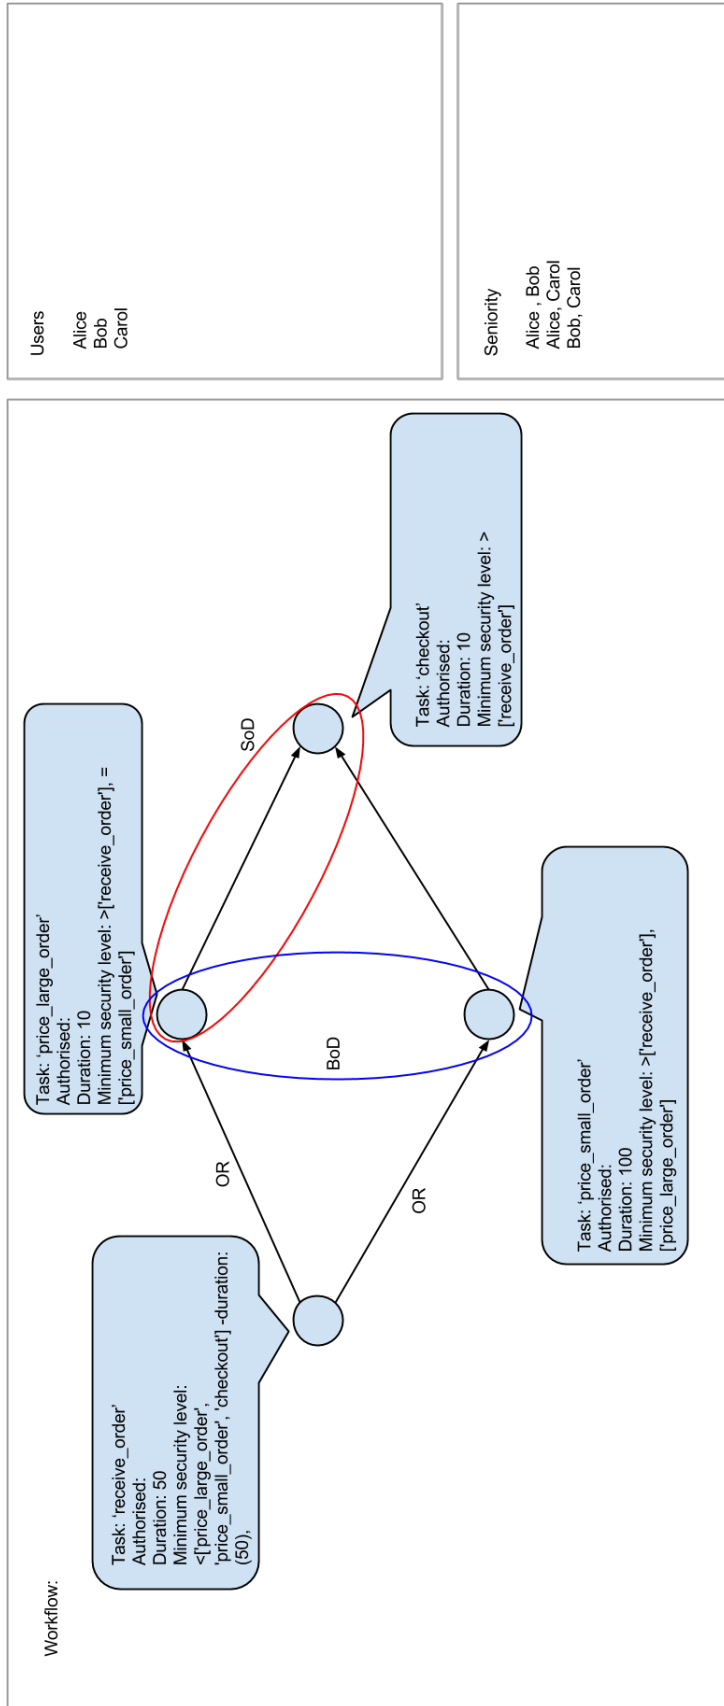 Workflow:
Task: ‘receive_order’
Authorised:
Duration: 50
Minimum security level:
<['price_large_order',
'price_small_order', 'checkout'] -duration:
(50),
OR
OR
Task: ‘price_large_order’
Authorised:
Duration: 10
Minimum security level: >['receive_order'], =
['price_small_order']
BoD
SoD
Task: ‘price_small_order’
Authorised:
Duration: 100
Minimum security level: >['receive_order'],
['price_large_order']
Task: ‘checkout’
Authorised:
Duration: 10
Minimum security level: >
['receive_order']
Users
Alice
Bob
Carol
Seniority
Alice , Bob
Alice, Carol
Bob, Carol